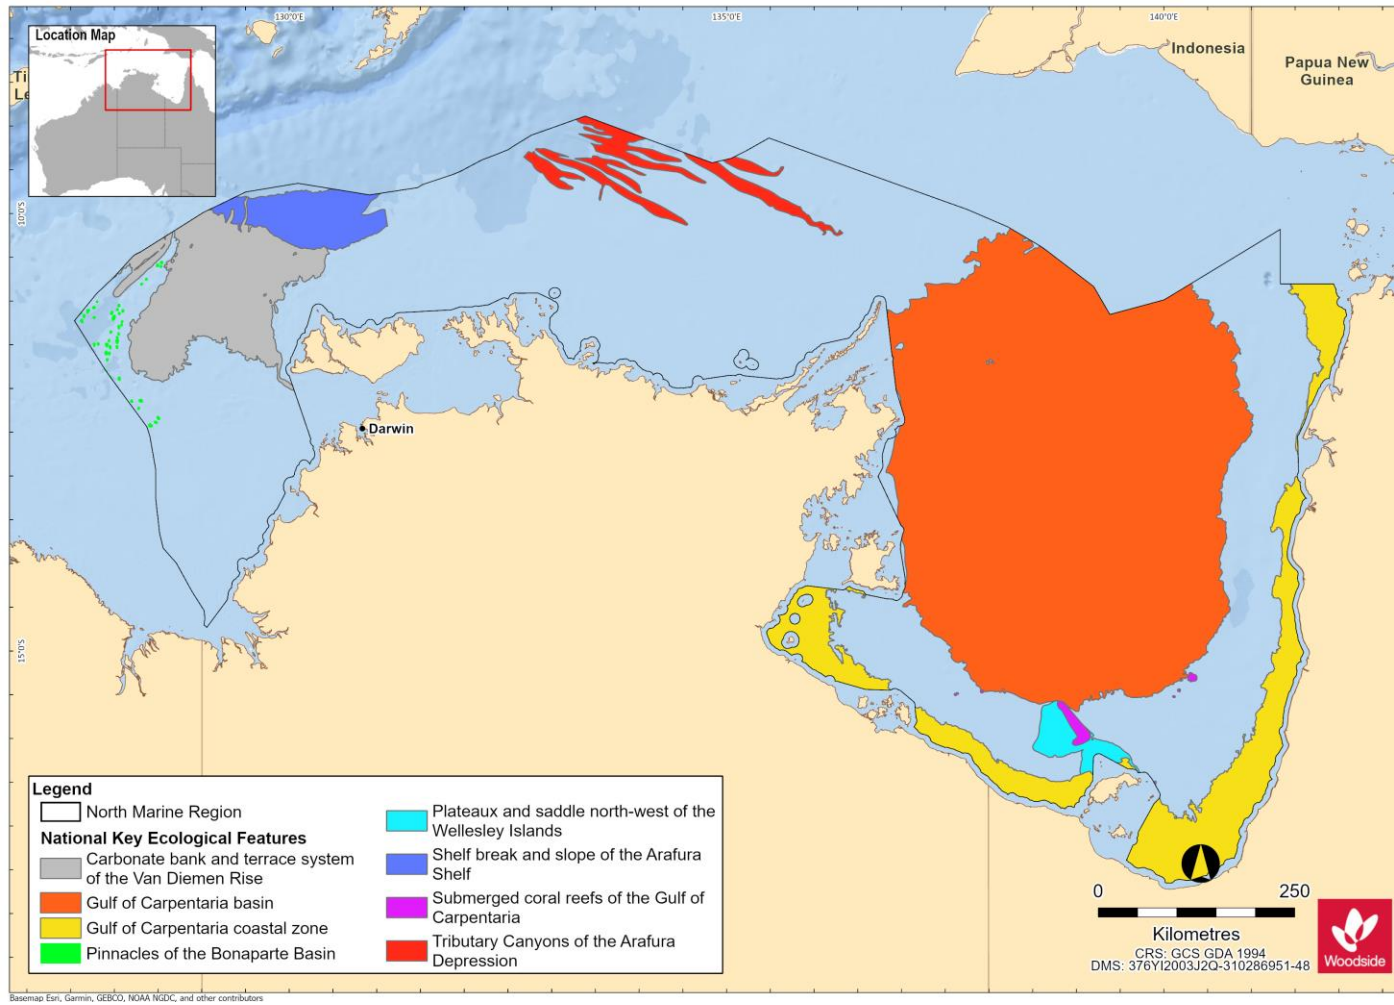 130°0'E
135°0'E
140°0'E
Location Map
Indonesia
Papua New
Guinea
Ti
Le
10°0'S
Darwin
15°0'S
Legend
North Marine Region
National Key Ecological Features
Carbonate bank and terrace system
of the Van Diemen Rise
Gulf of Carpentaria basin
Gulf of Carpentaria coastal zone
Pinnacles of the Bonaparte Basin
Plateaux and saddle north-west of the
Wellesley Islands
Shelf break and slope of the Arafura
Shelf
Submerged coral reefs of the Gulf of
Carpentaria
Tributary Canyons of the Arafura
Depression
0 250
Kilometres
CRS: GCS GDA 1994
DMS: 376YI2003J2Q-310286951-48
Woodside
Basemap Esri, Garmin, GEBCO, NOAA NGDC, and other contributors